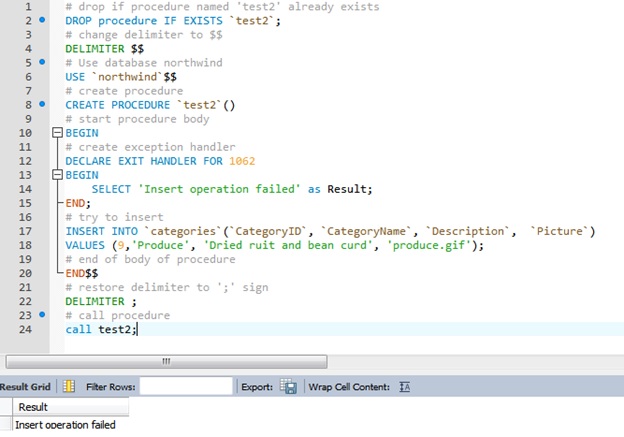 1 # drop if procedure named 'test2' already exists
2 DROP procedure IF EXISTS `test2`;
3 # change delimiter to $$
4 DELIMITER $$
5 # Use database northwind
6 USE `northwind`$$
7 # create procedure
8 CREATE PROCEDURE `test2`()
9 # start procedure body
10 BEGIN
11 # create exception handler
12 DECLARE EXIT HANDLER FOR 1062
13 BEGIN
14 SELECT 'Insert operation failed' as Result;
15 END;
16 # try to insert
17 INSERT INTO `categories`(`CategoryID`, `CategoryName`, `Description`, `Picture`)
18 VALUES (9,'Produce', 'Dried ruit and bean curd', 'produce.gif');
19 # end of body of procedure
20 END$$
21 # restore delimiter to ';' sign
22 DELIMITER ;
23 # call procedure
24 call test2;
Result Grid Filter Rows: Export: Wrap Cell Content:
Result
Insert operation failed